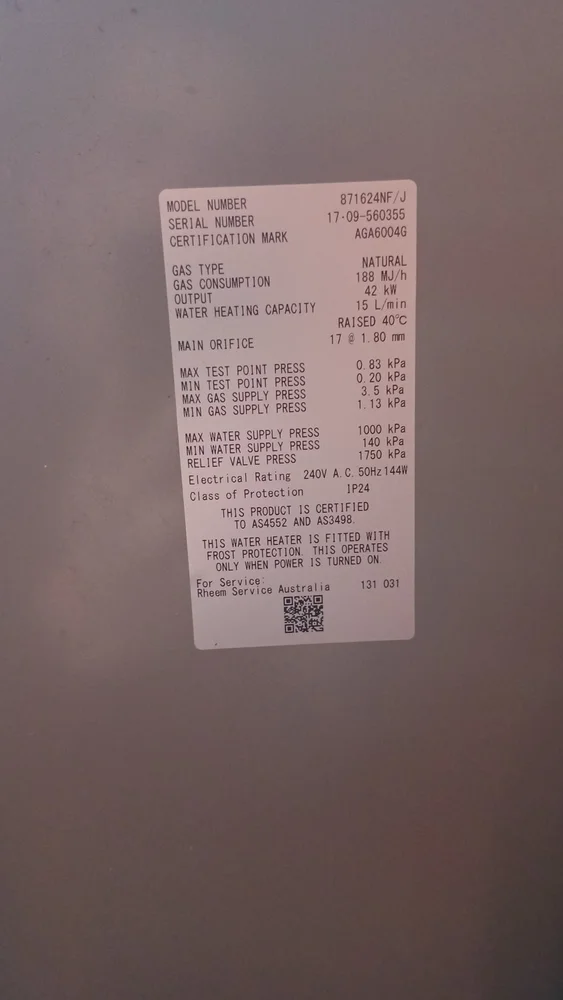 MODEL NUMBER 871624NF/J
SERIAL NUMBER 17-09-560355
CERTIFICATION MARK AGA6004G
GAS TYPE NATURAL
GAS CONSUMPTION 188 MJ/h
OUTPUT 42 kW
WATER HEATING CAPACITY 15 L/min
RAISED 40℃
MAIN ORIFICE 17 @ 1.80 mm
MAX TEST POINT PRESS 0.83 kPa
MIN TEST POINT PRESS 0.20 kPa
MAX GAS SUPPLY PRESS 3.5 kPa
MIN GAS SUPPLY PRESS 1.13 kPa
MAX WATER SUPPLY PRESS 1000 kPa
MIN WATER SUPPLY PRESS 140 kPa
RELIEF VALVE PRESS 1750 kPa
Electrical Rating 240V A.C. 50Hz 144W
Class of Protection IP24
THIS PRODUCT IS CERTIFIED
TO AS4552 AND AS3498.
THIS WATER HEATER IS FITTED WITH
FROST PROTECTION. THIS OPERATES
ONLY WHEN POWER IS TURNED ON.
For Service:
Rheem Service Australia 131 031